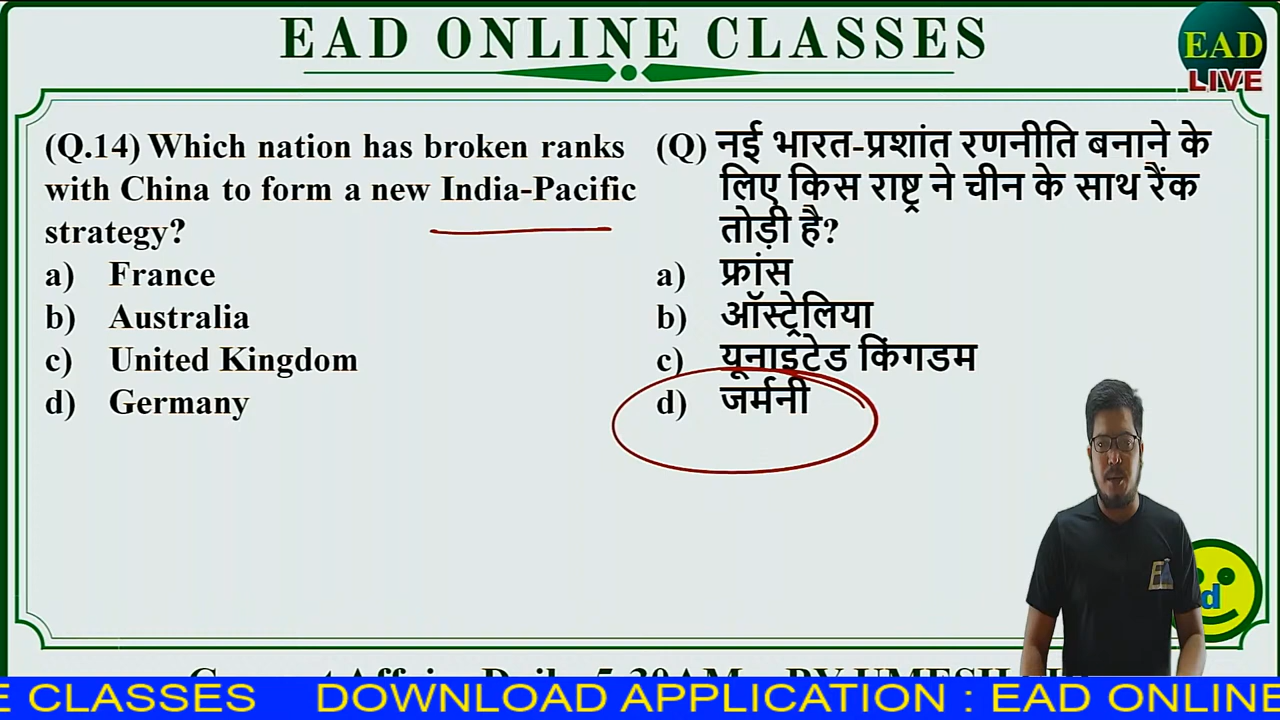 EAD ONLINE CLASSES
EAD
LIVE
(Q.14) Which nation has broken ranks
with China to form a new India-Pacific
strategy?
a) France
b) Australia
c) United Kingdom
d) Germany
(Q) नई भारत-प्रशांत रणनीति बनाने के
लिए किस राष्ट्र ने चीन के साथ रैंक
तोड़ी है?
a) फ्रांस
b) ऑस्ट्रेलिया
c) यूनाइटेड किंगडम
d) जर्मनी
E CLASSES DOWNLOAD APPLICATION : EAD ONLINE